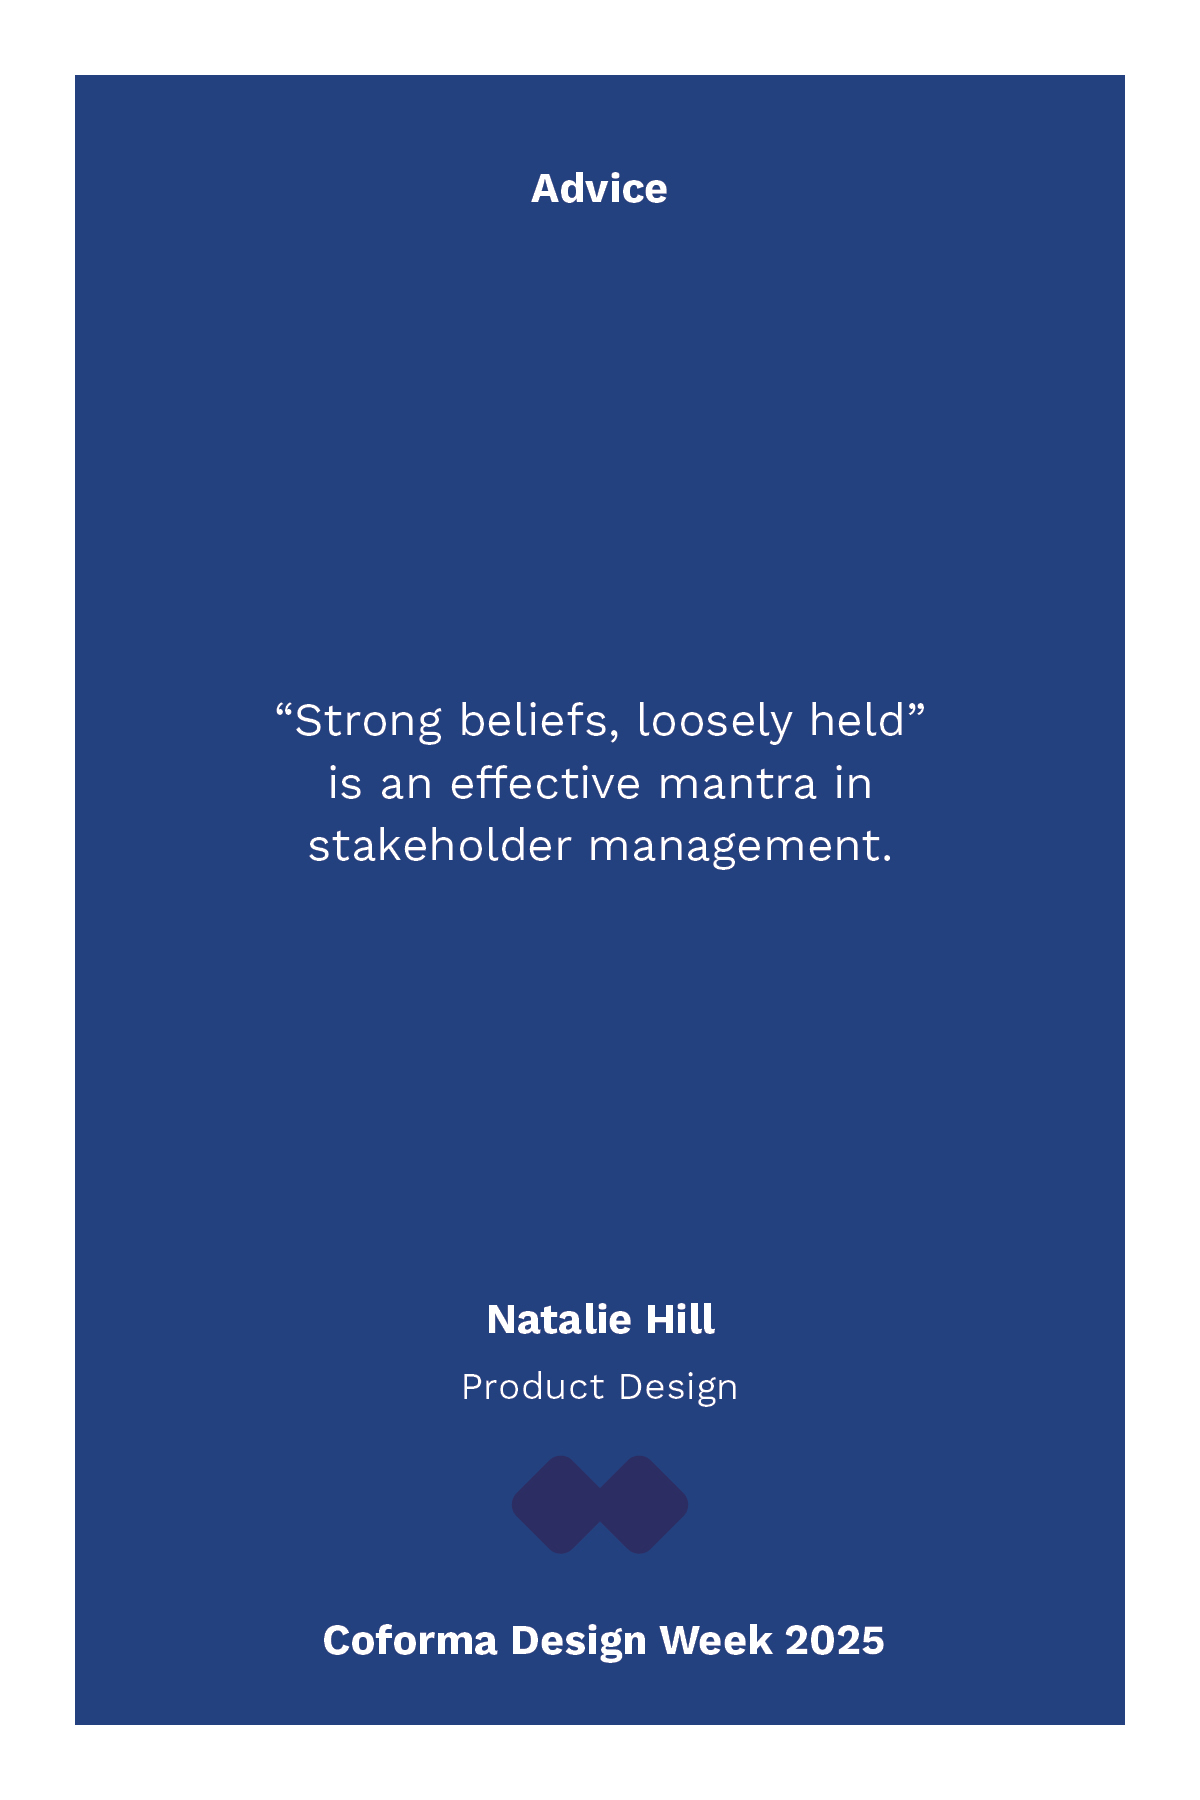 Advice
“Strong beliefs, loosely held”
is an effective mantra in
stakeholder management.
Natalie Hill
Product Design
Coforma Design Week 2025